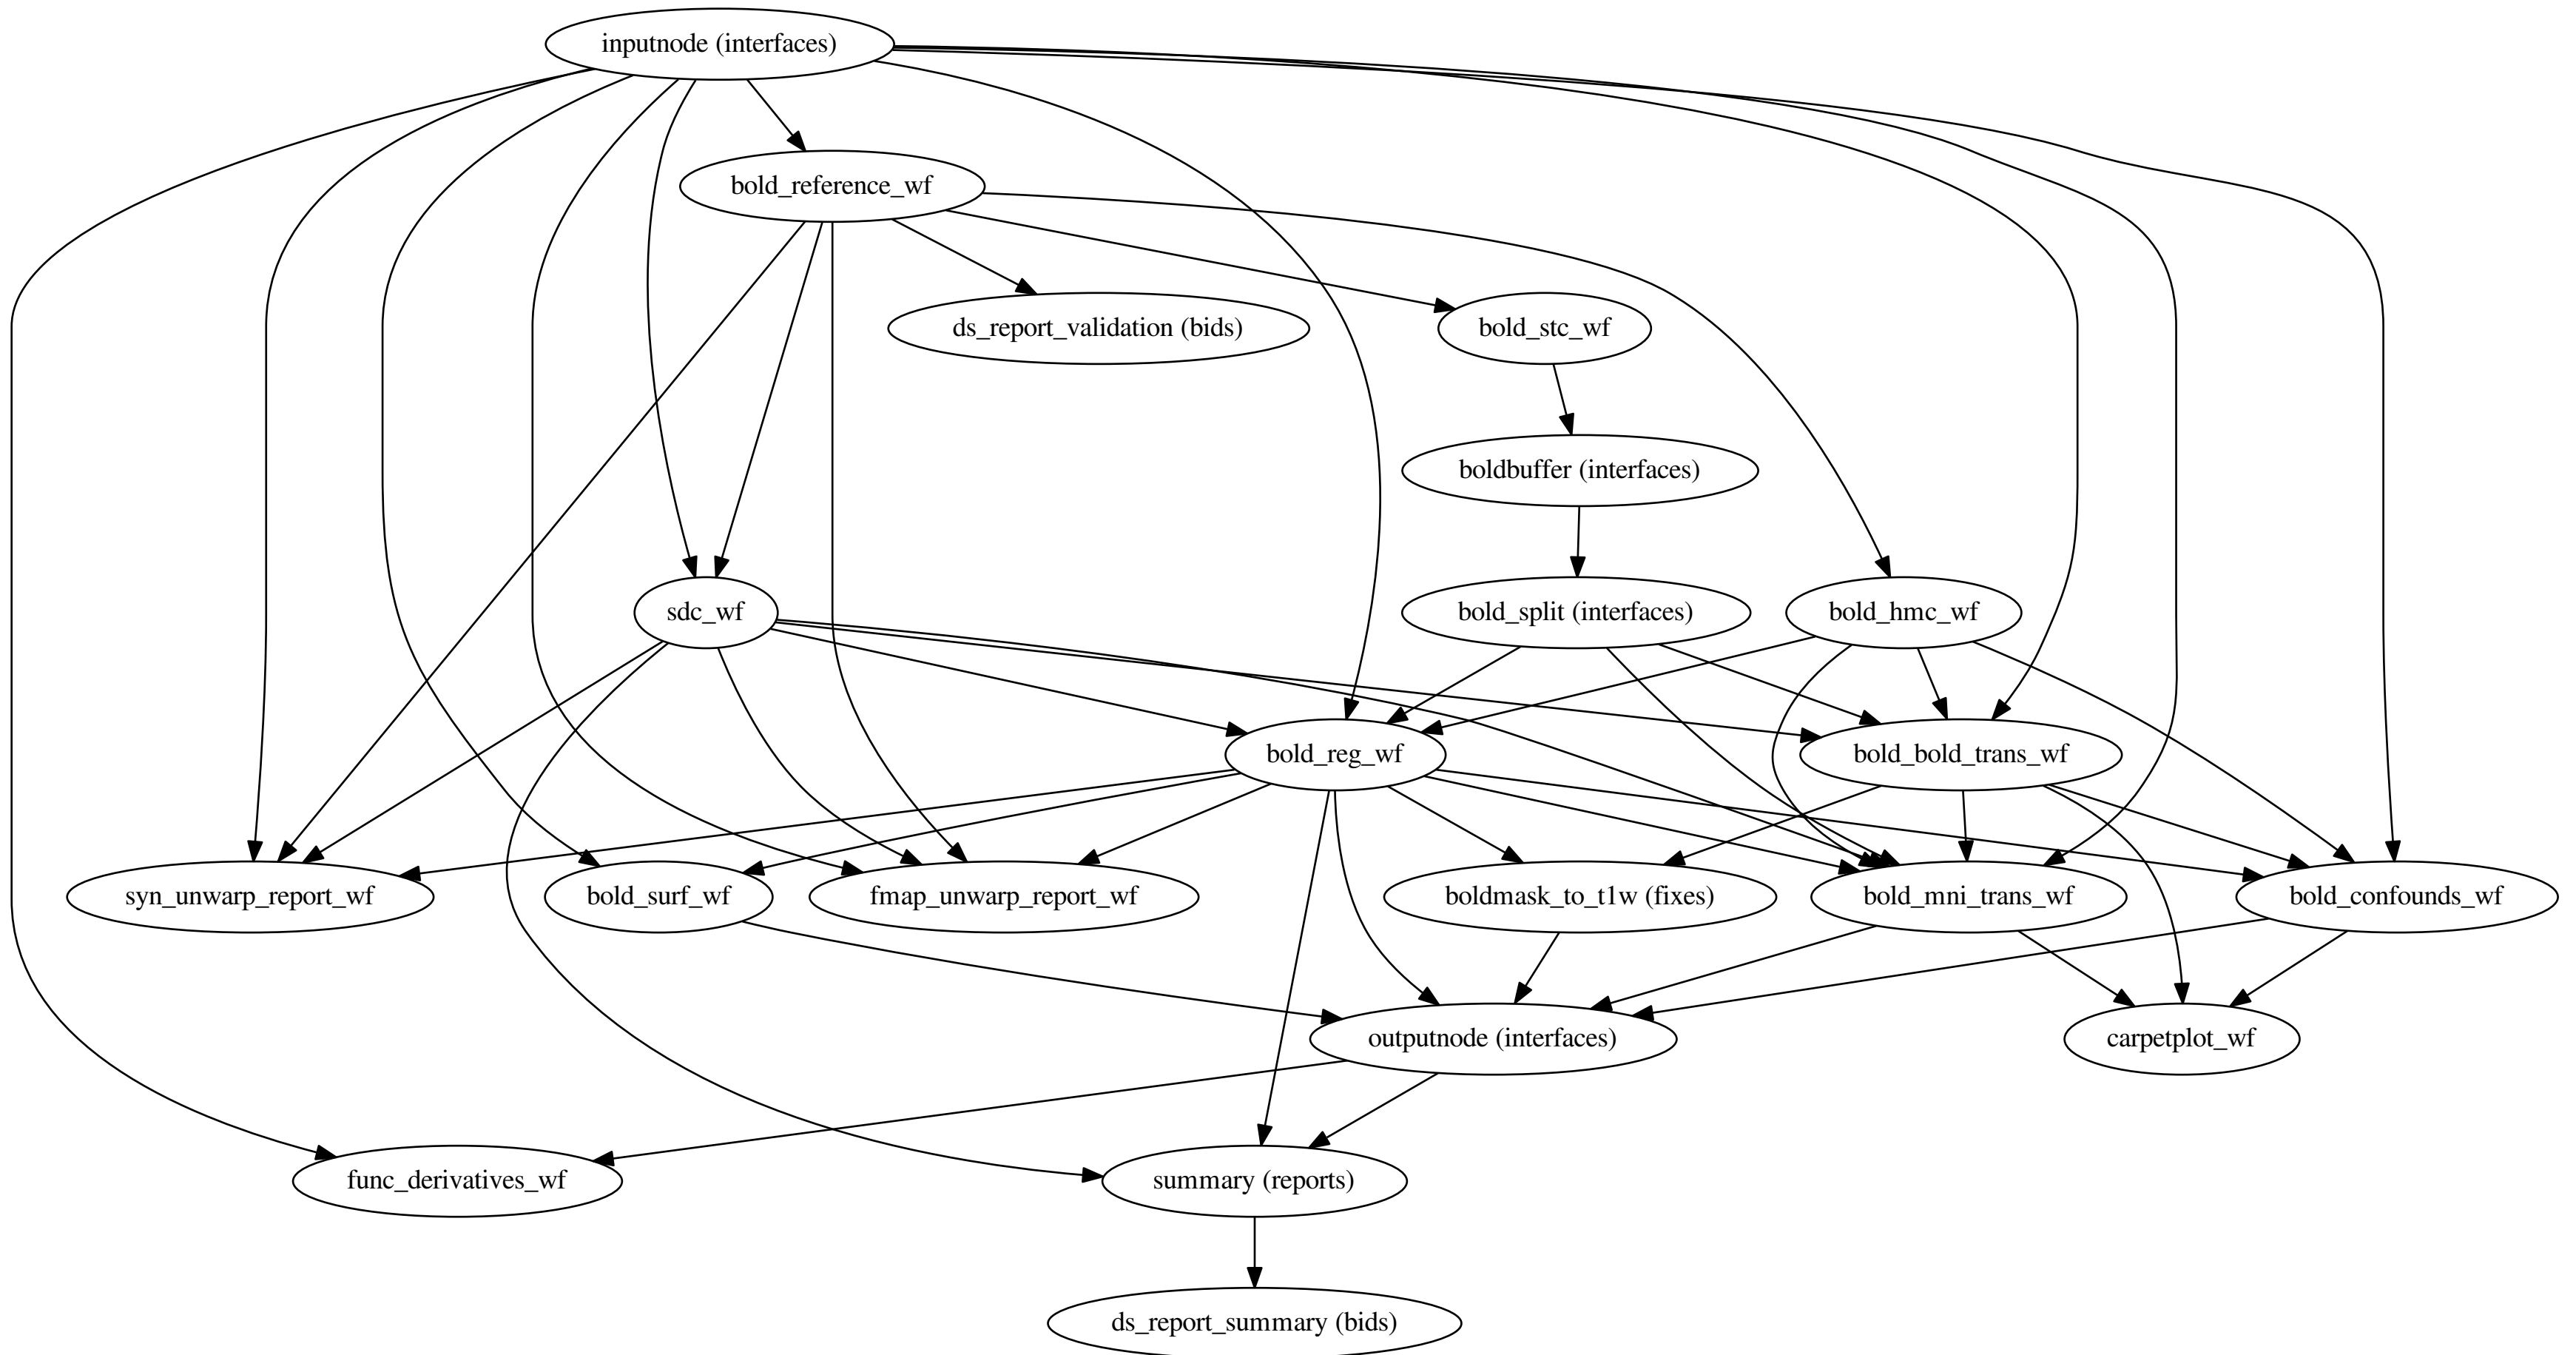 inputnode (interfaces)
bold_reference_wf
ds_report_validation (bids)
bold_stc_wf
boldbuffer (interfaces)
sdc_wf
bold_split (interfaces)
bold_hmc_wf
bold_reg_wf
bold_bold_trans_wf
syn_unwarp_report_wf
bold_surf_wf
fmap_unwarp_report_wf
boldmask_to_t1w (fixes)
bold_mni_trans_wf
bold_confounds_wf
outputnode (interfaces)
carpetplot_wf
func_derivatives_wf
summary (reports)
ds_report_summary (bids)